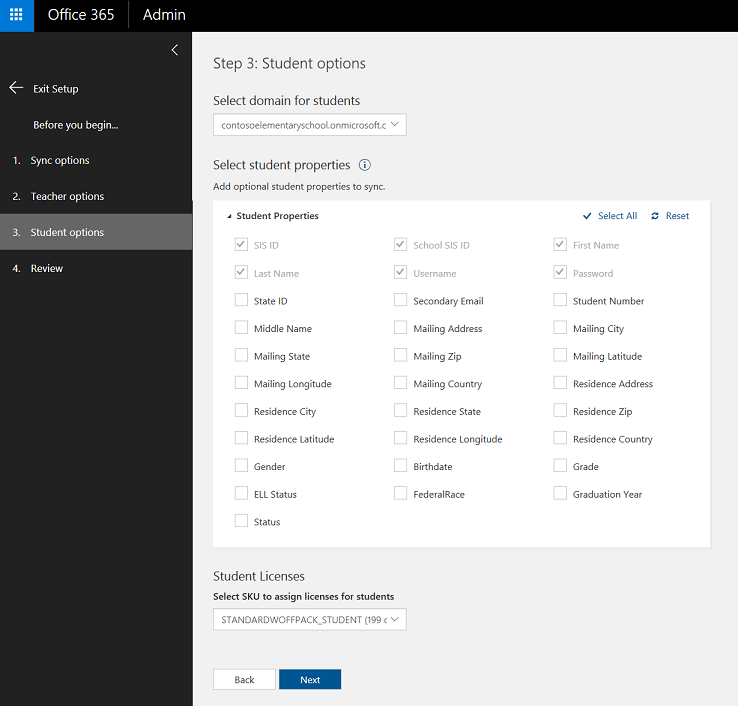 Office 365 Admin
Exit Setup
Before you begin...
1. Sync options
2. Teacher options
3. Student options
4. Review
Step 3: Student options
Select domain for students
contosoelementaryschool.onmicrosoft.c
Select student properties
Add optional student properties to sync.
Student Properties Select All Reset
SIS ID School SIS ID First Name
Last Name Username Password
State ID Secondary Email Student Number
Middle Name Mailing Address Mailing City
Mailing State Mailing Zip Mailing Latitude
Mailing Longitude Mailing Country Residence Address
Residence City Residence State Residence Zip
Residence Latitude Residence Longitude Residence Country
Gender Birthdate Grade
ELL Status FederalRace Graduation Year
Status
Student Licenses
Select SKU to assign licenses for students
STANDARDWOFFPACK_STUDENT (199 c
Back Next